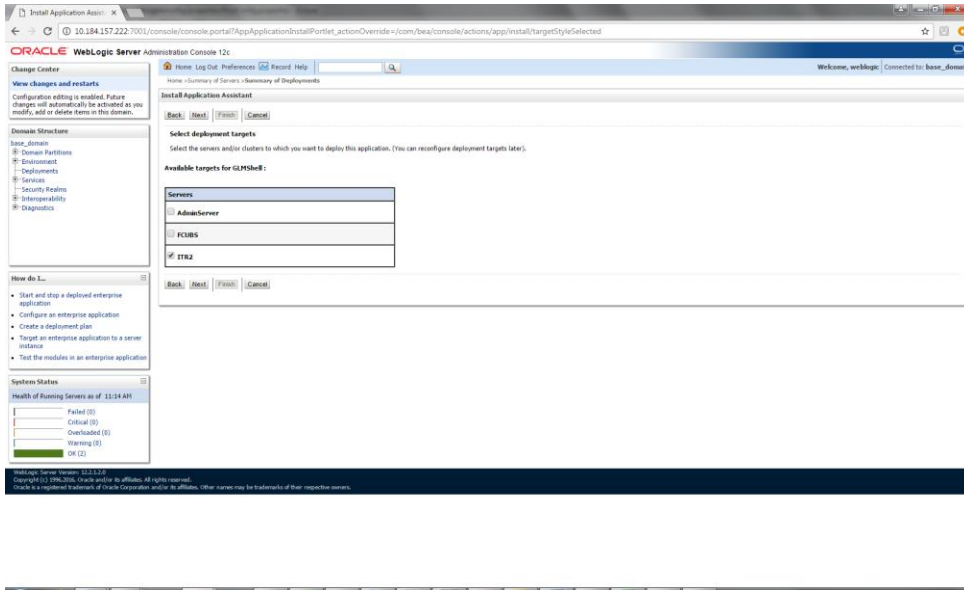 Install Application Assist
10.184.157.222:7001/console/console.portal?AppApplicationInstallPortlet_actionOverride=/com/bea/console/actions/app/install/targetStyleSelected
ORACLE WebLogic Server Administration Console 12c
Change Center
View changes and restarts
Configuration editing is enabled. Future
changes will automatically be activated as you
modify, add or delete items in this domain.
Domain Structure
base_domain
Domain Partitions
Environment
Deployments
Services
Security Realms
Interoperability
Diagnostics
How do I...
Start and stop a deployed enterprise
application
Configure an enterprise application
Create a deployment plan
Target an enterprise application to a server
instance
Test the modules in an enterprise application
System Status
Health of Running Servers as of 11:14 AM
Failed (0)
Critical (0)
Overloaded (0)
Warning (0)
OK (2)
Home Log Out Preferences Record Help
Welcome, weblogic Connected to: base_domain
Home >Summary of Servers >Summary of Deployments
Install Application Assistant
Back Next Finish Cancel
Select deployment targets
Select the servers and/or clusters to which you want to deploy this application. (You can reconfigure deployment targets later).
Available targets for GLMShell :
Servers
AdminServer
FCUBS
ITR2
Back Next Finish Cancel
WebLogic Server Version: 12.2.1.2.0
Copyright (c) 1996,2016, Oracle and/or its affiliates. All rights reserved.
Oracle is a registered trademark of Oracle Corporation and/or its affiliates. Other names may be trademarks of their respective owners.